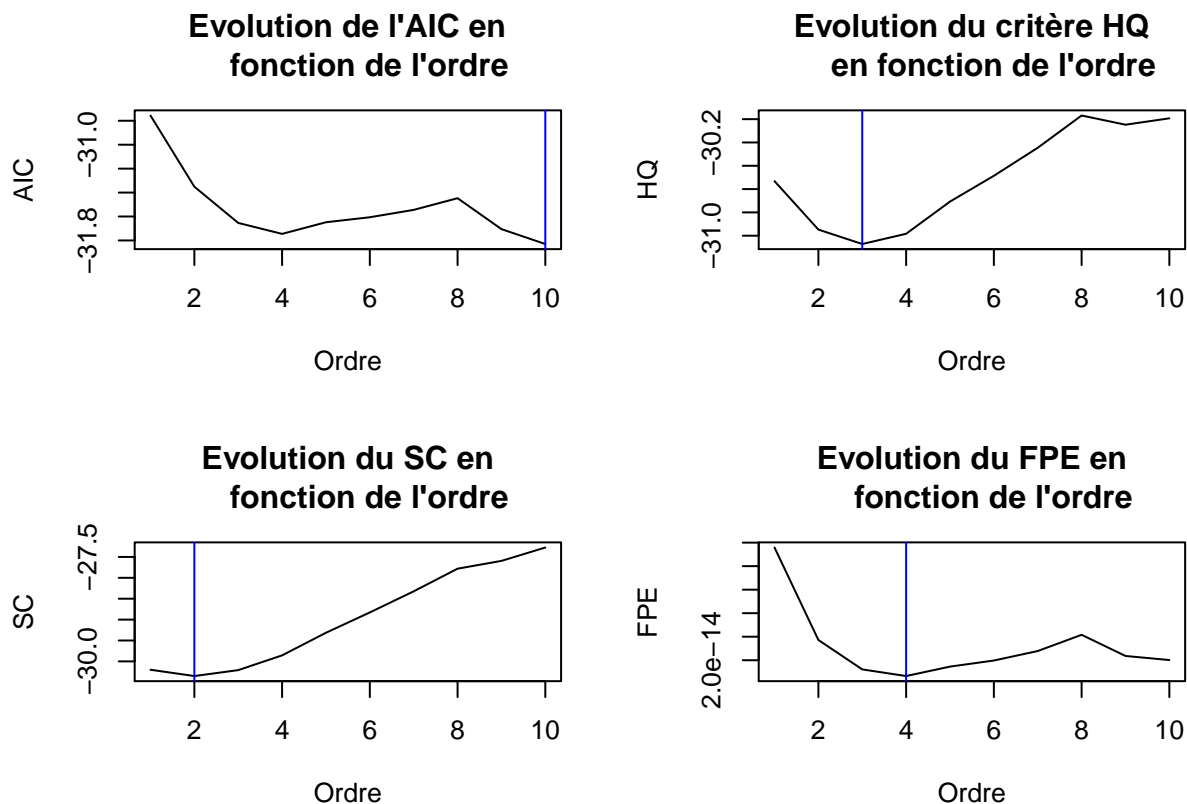 Evolution de l'AIC en
fonction de l'ordre
AIC
−31.0
−31.0
−31.8
−31.8
2
4
6
8
10
Ordre
Evolution du critère HQ
en fonction de l'ordre
HQ
−30.2
−31.0
2
4
6
8
10
Ordre
Evolution du SC en
fonction de l'ordre
SC
−27.5
−30.0
2
4
6
8
10
Ordre
Evolution du FPE en
fonction de l'ordre
FPE
2.0e−14
2
4
6
8
10
Ordre